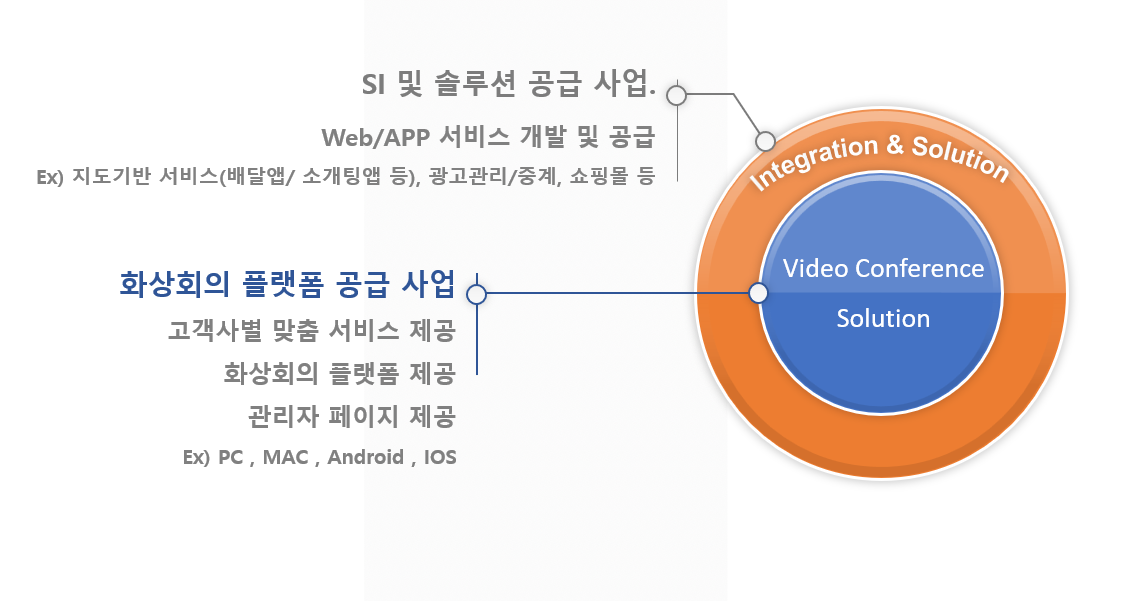 SI 및 솔루션 공급 사업.
Web/APP 서비스 개발 및 공급
Ex) 지도기반 서비스(배달앱/ 소개팅앱 등), 광고관리/중계, 쇼핑몰 등
Integration & Solution
화상회의 플랫폼 공급 사업
고객사별 맞춤 서비스 제공
화상회의 플랫폼 제공
관리자 페이지 제공
Ex) PC , MAC , Android , IOS
Video Conference
Solution